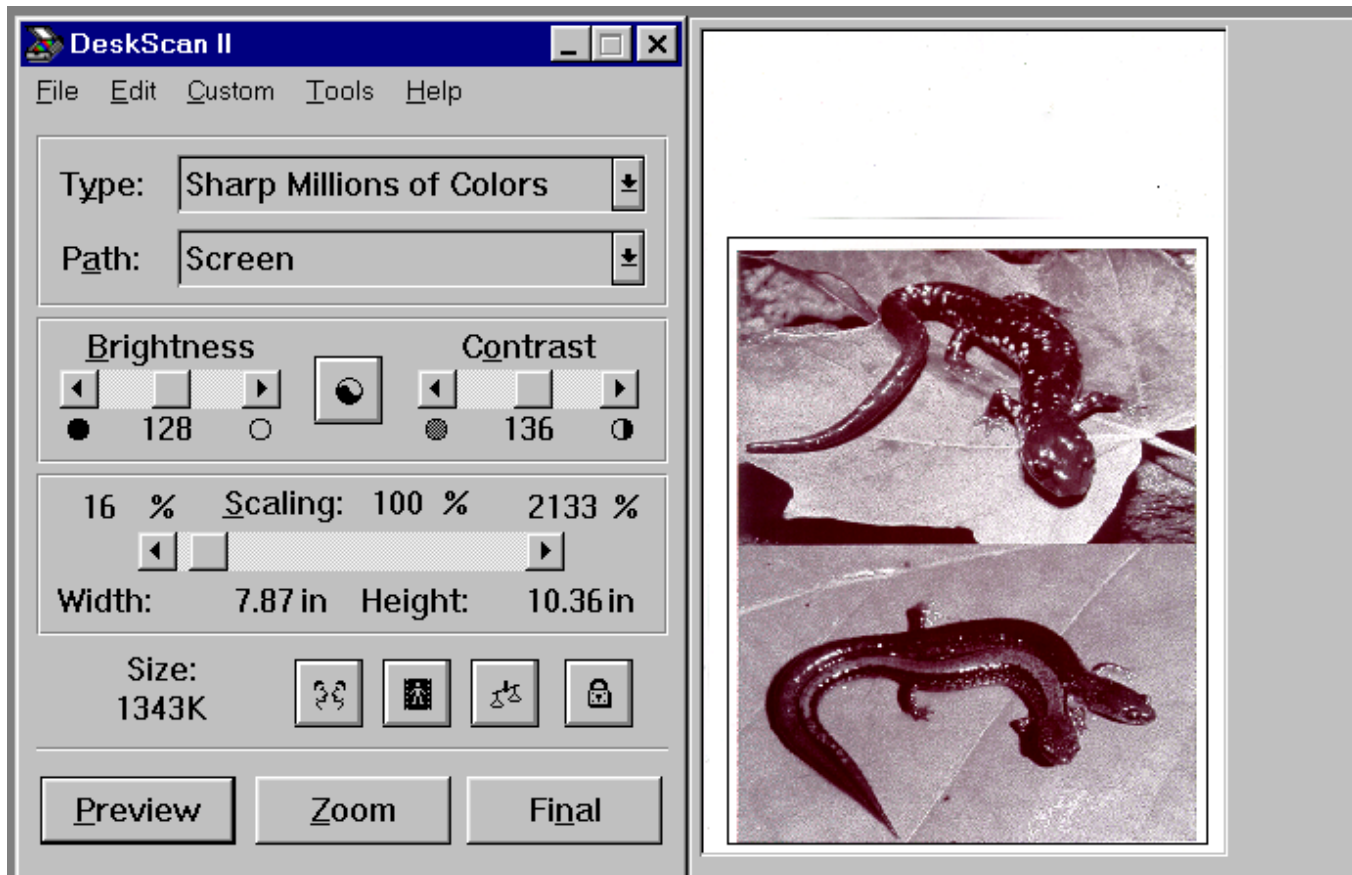 DeskScan II
File Edit Custom Tools Help
Type: Sharp Millions of Colors
Path: Screen
Brightness Contrast
128 136
16 % Scaling: 100 % 2133 %
Width: 7.87 in Height: 10.36 in
Size:
1343K
Preview Zoom Final